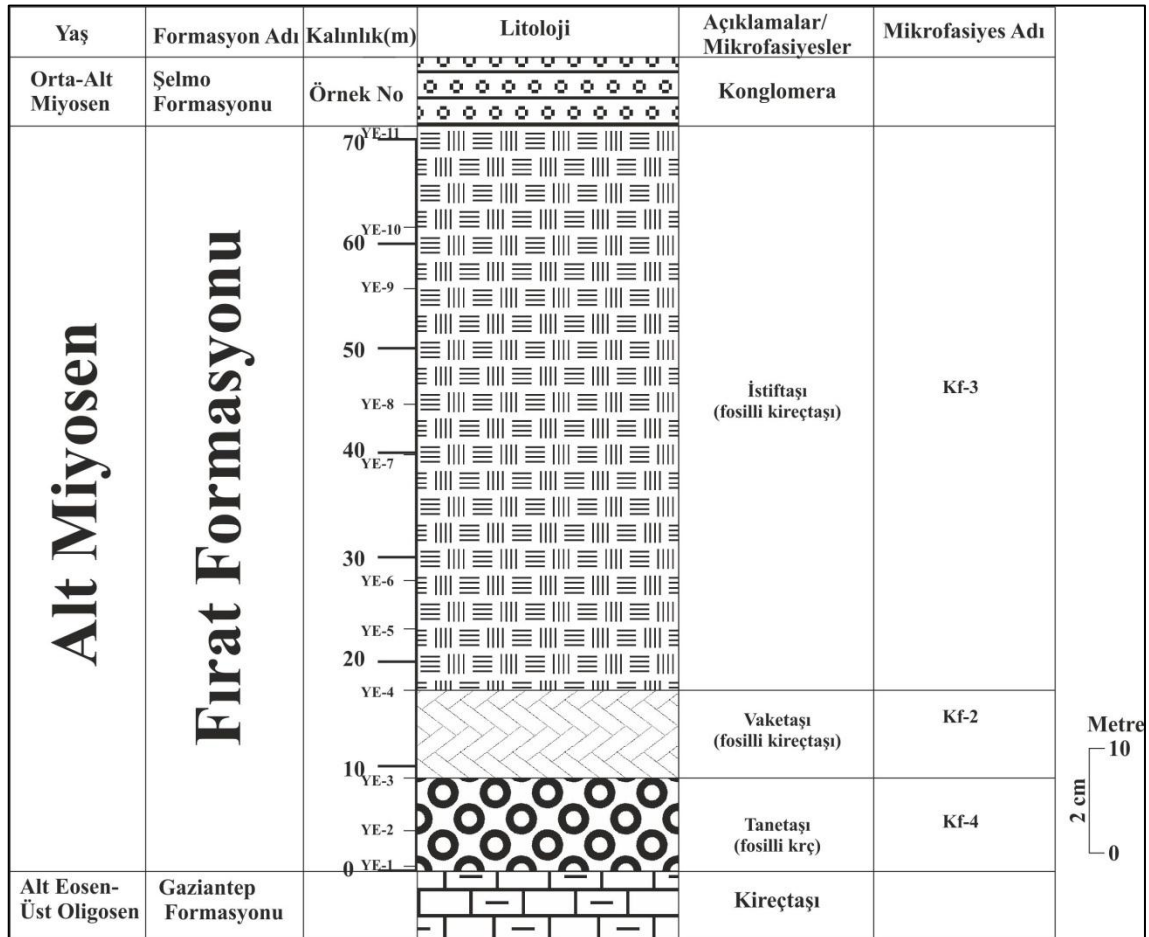 Yaş
Formasyon Adı
Kalınlık(m)
Litoloji
Açıklamalar/
Mikrofasiyesler
Mikrofasiyes Adı
Orta-Alt
Miyosen
Şelmo
Formasyonu
Örnek No
Konglomera
Alt Miyosen
Fırat Formasyonu
70
YE-11
YE-10
60
YE-9
50
YE-8
40
YE-7
30
YE-6
YE-5
20
YE-4
10
YE-3
YE-2
YE-1
0
İstiftaşı
(fosilli kireçtaşı)
Kf-3
Vaketaşı
(fosilli kireçtaşı)
Kf-2
Tanetaşı
(fosilli krç)
Kf-4
Metre
10
2 cm
0
Alt Eosen-
Üst Oligosen
Gaziantep
Formasyonu
Kireçtaşı